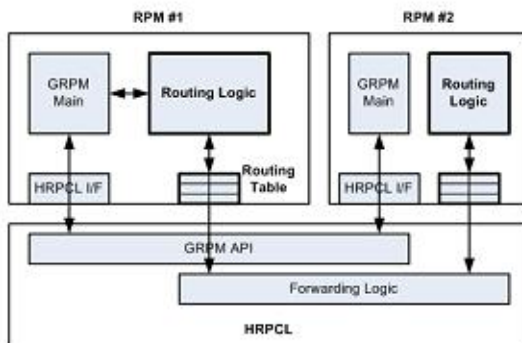 RPM #1
RPM #2
GRPM
Main
Routing Logic
GRPM
Main
Routing
Logic
Routing
Table
HRPCL I/F
HRPCL I/F
GRPM API
Forwarding Logic
HRPCL